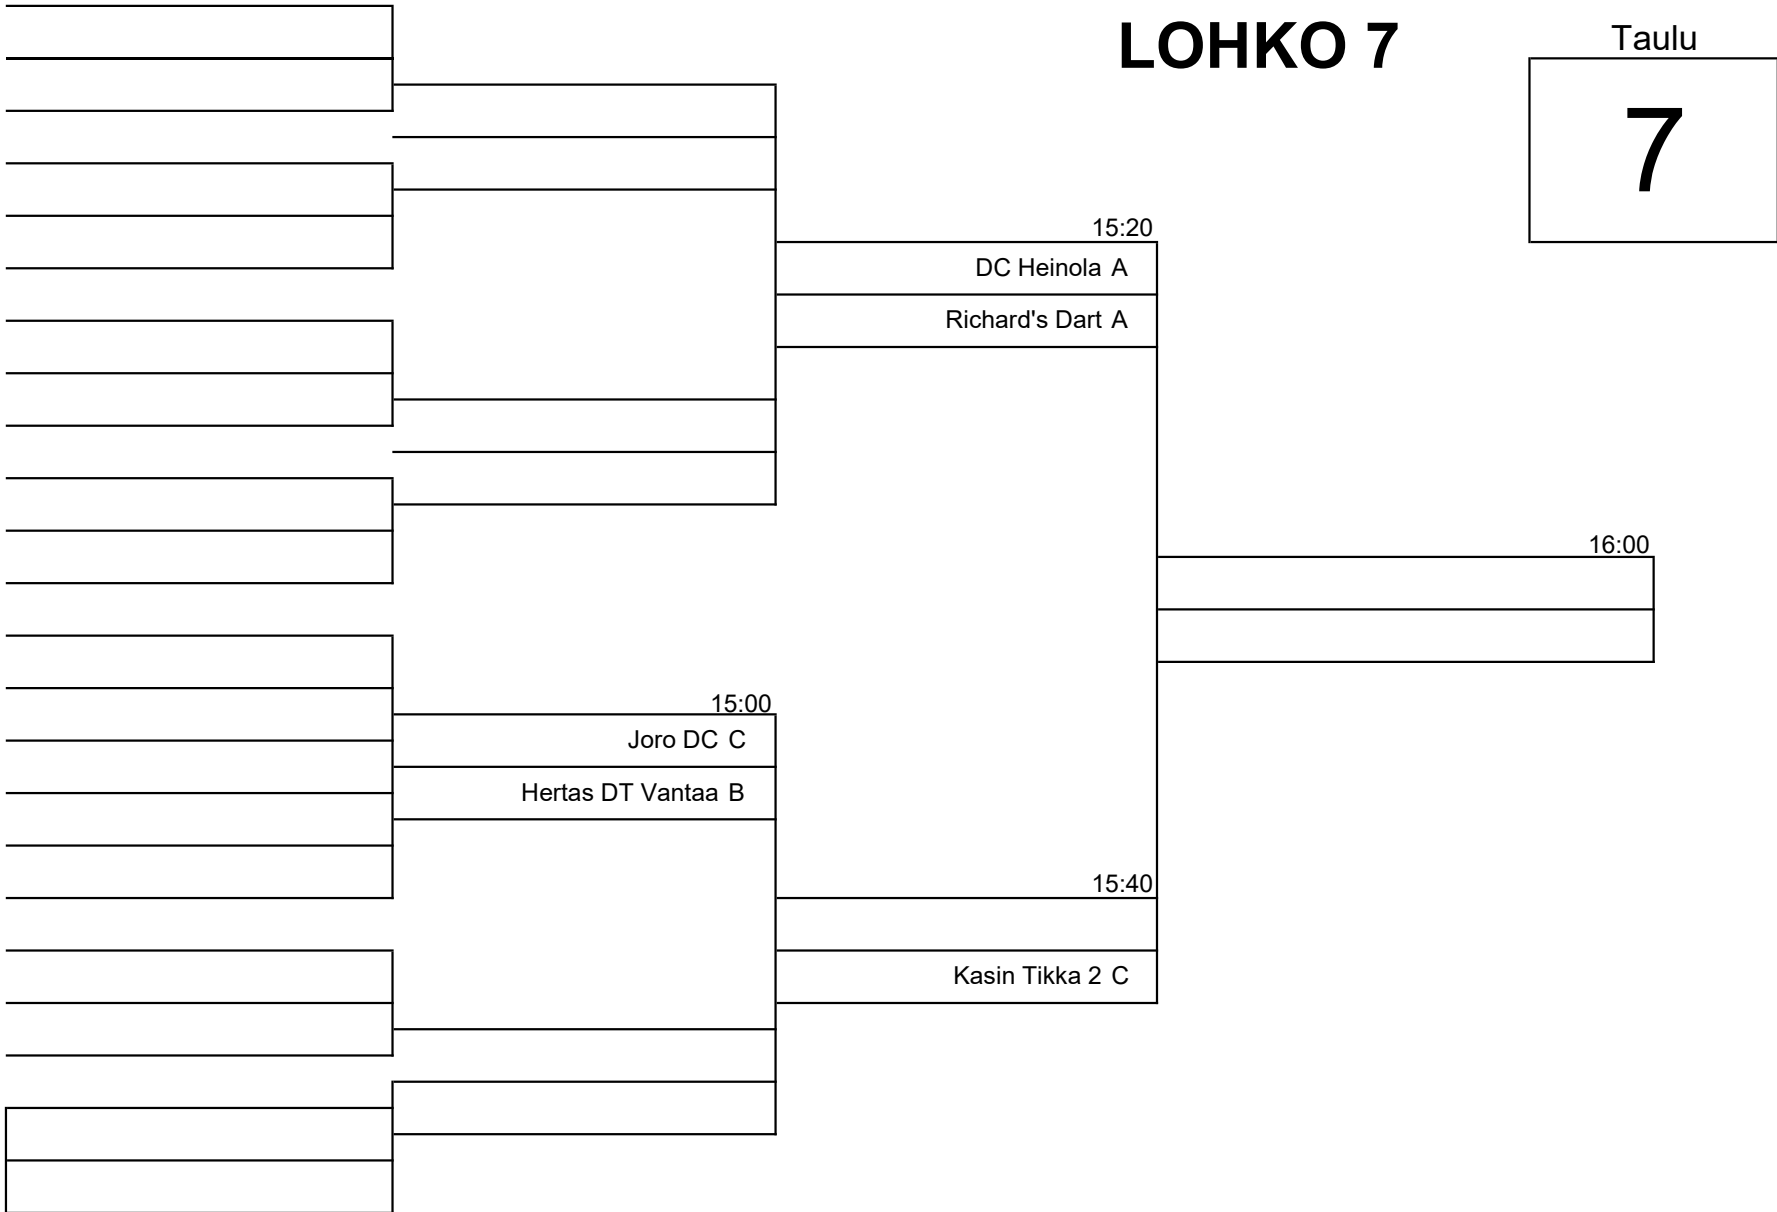 LOHKO 7
Taulu
7
15:20
DC Heinola A
Richard's Dart A
16:00
15:00
Joro DC C
Hertas DT Vantaa B
15:40
Kasin Tikka 2 C